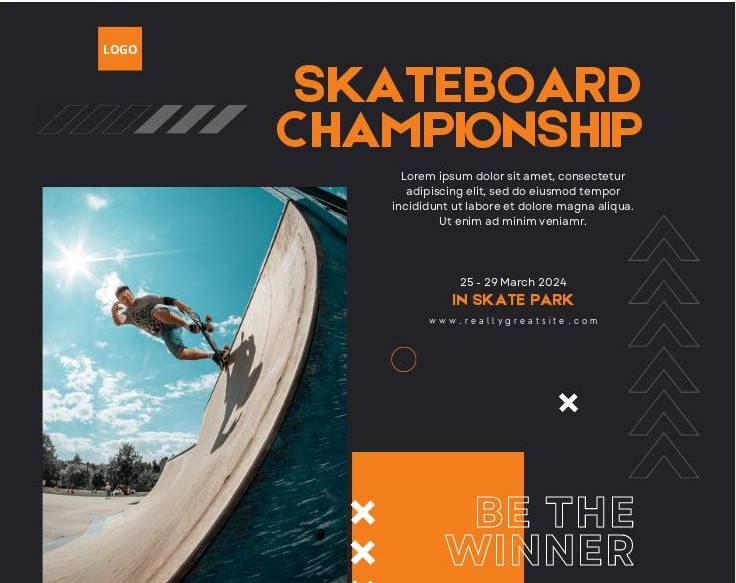 LOGO
SKATEBOARD
CHAMPIONSHIP
Lorem ipsum dolor sit amet, consectetur
adipiscing elit, sed do eiusmod tempor
incididunt ut labore et dolore magna aliqua.
Ut enim ad minim veniamr.
25 - 29 March 2024
IN SKATE PARK
www.reallygreatsite.com
BE THE
WINNER